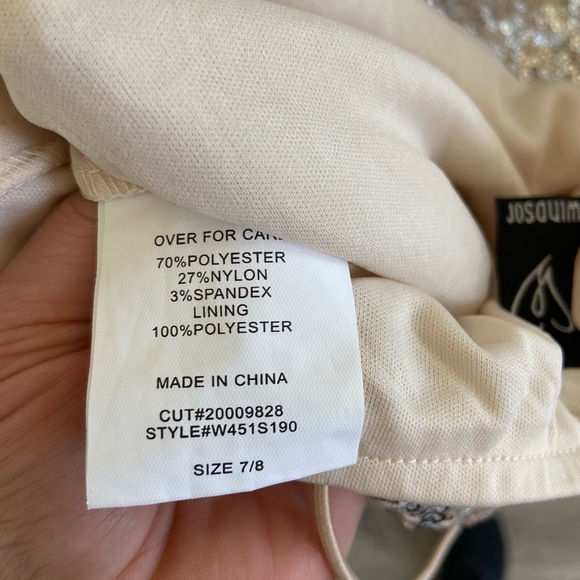 OVER FOR CARE
70%POLYESTER
27%NYLON
3%SPANDEX
LINING
100%POLYESTER
MADE IN CHINA
CUT#20009828
STYLE#W451S190
SIZE 7/8